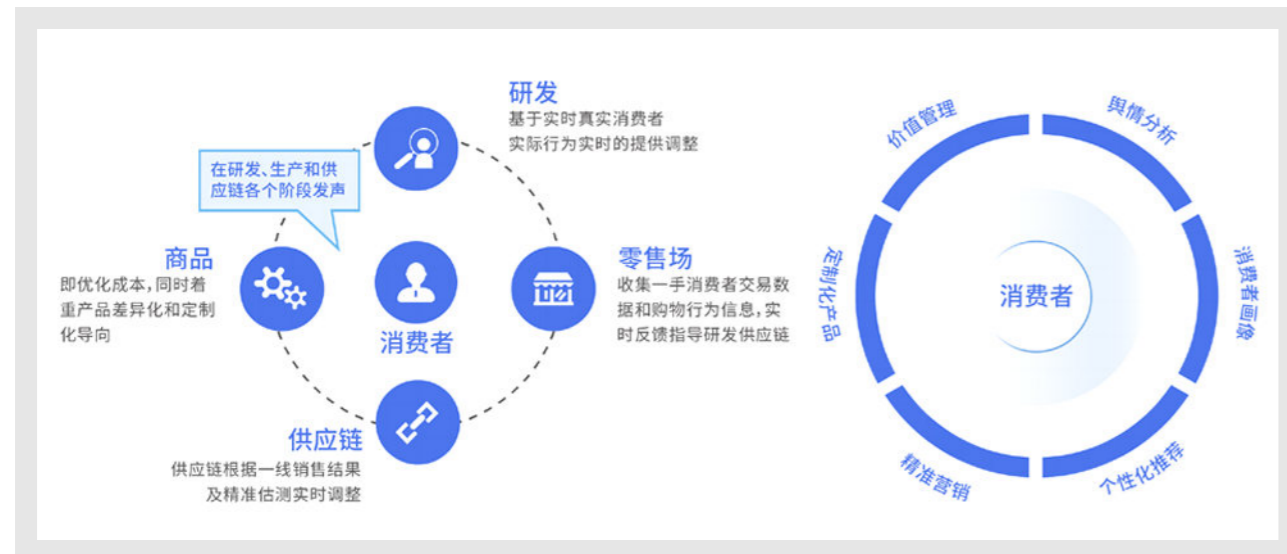 研发
基于实时真实消费者
实际行为实时的提供调整
在研发、生产和供
应链各个阶段发声
商品
即优化成本，同时着
重产品差异化和定制
化导向
消费者
零售场
收集一手消费者交易数
据和购物行为信息，实
时反馈指导研发供应链
供应链
供应链根据一线销售结果
及精准估测实时调整
价值管理
舆情分析
定制化产品
消费者
消费者画像
精准营销
个性化推荐